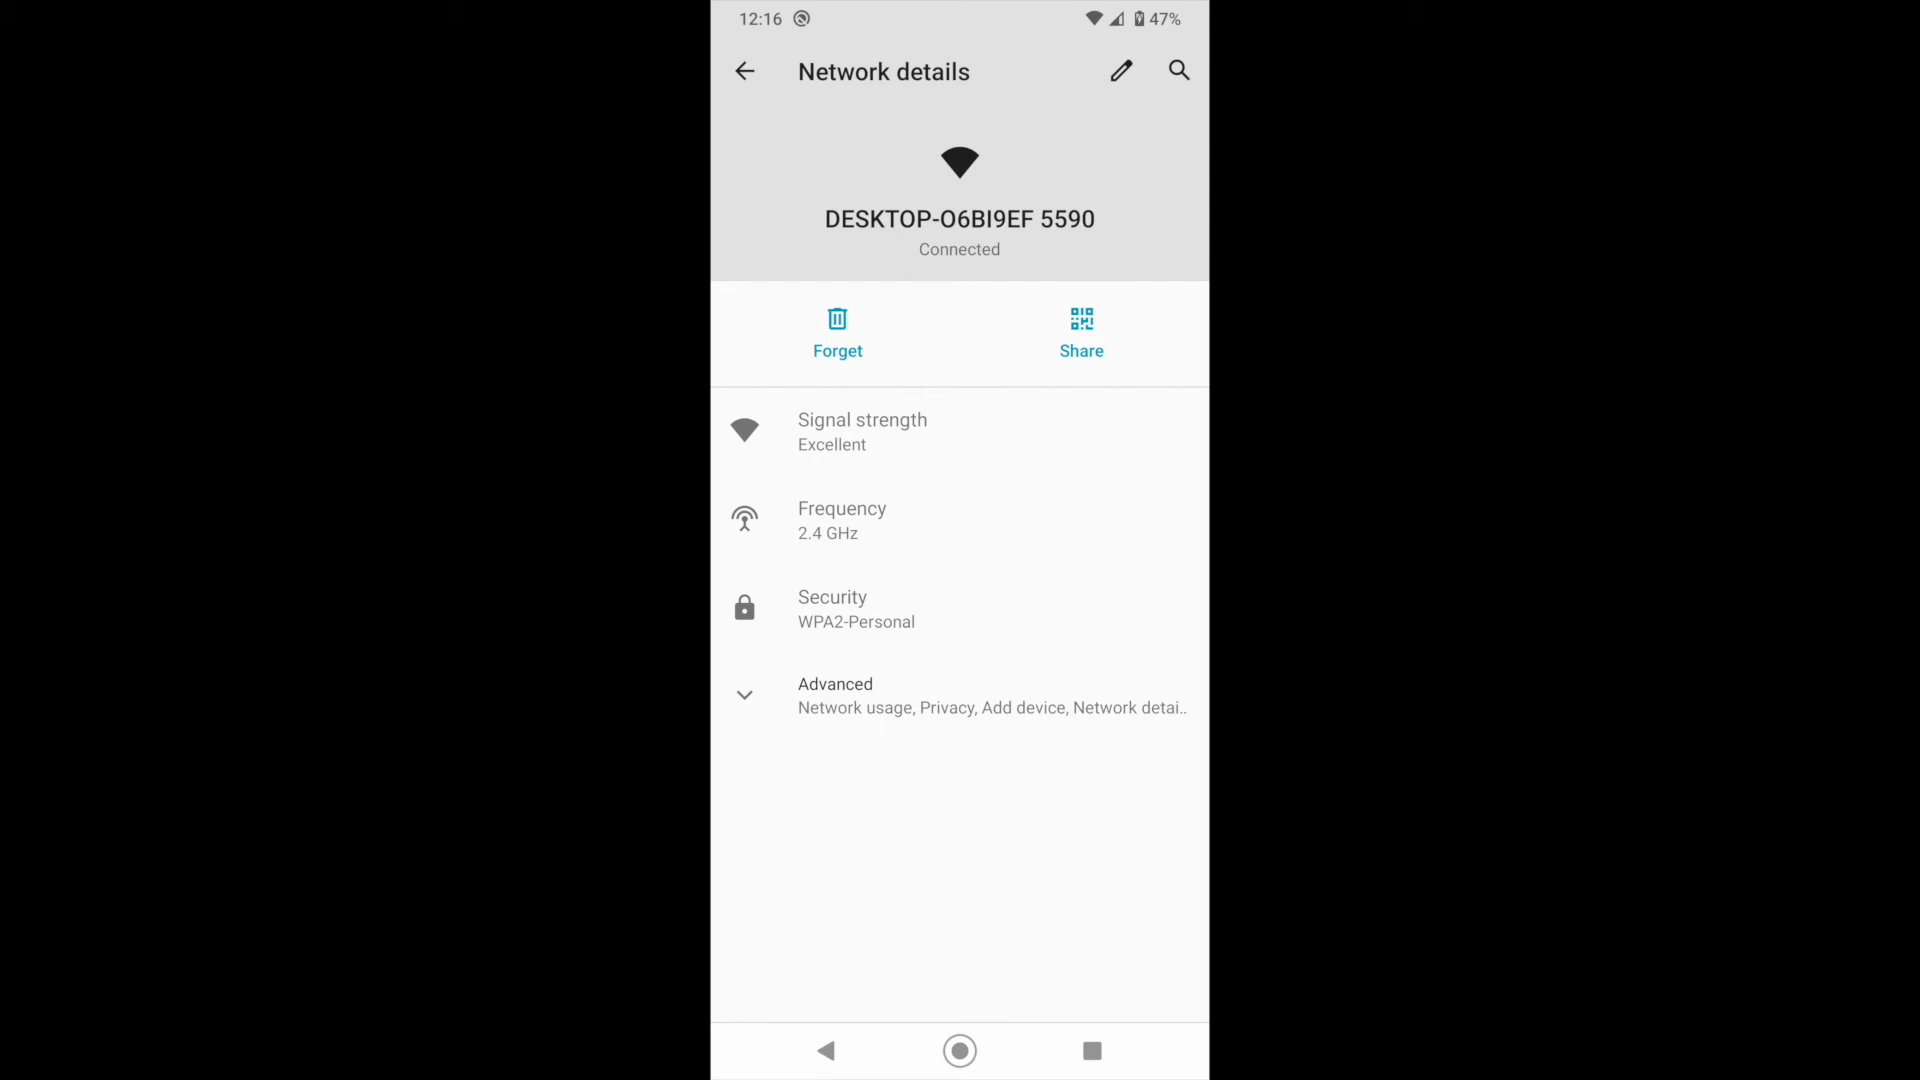 12:16 47%
Network details
DESKTOP-O6BI9EF 5590
Connected
Forget Share
Signal strength
Excellent
Frequency
2.4 GHz
Security
WPA2-Personal
Advanced
Network usage, Privacy, Add device, Network detai..